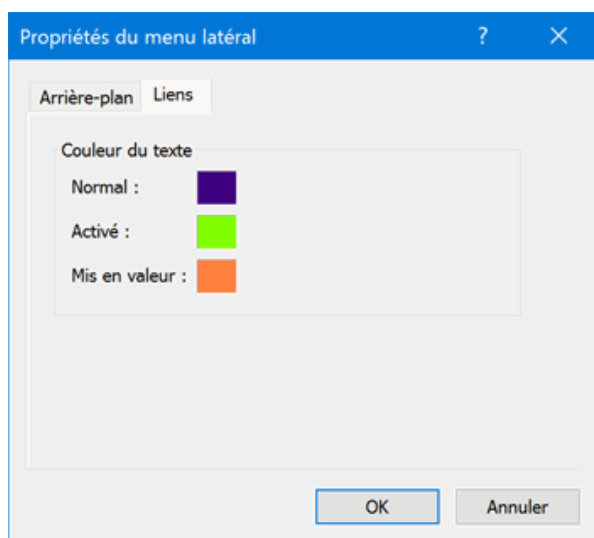 Propriétés du menu latéral ?
Arrière-plan Liens
Couleur du texte
Normal :
Activé :
Mis en valeur :
OK Annuler